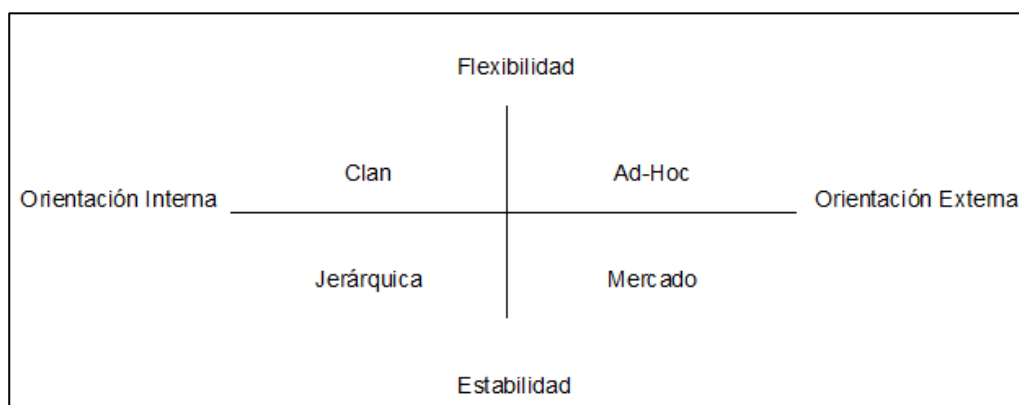 Flexibilidad
Clan
Ad-Hoc
Orientación Interna
Orientación Externa
Jerárquica
Mercado
Estabilidad